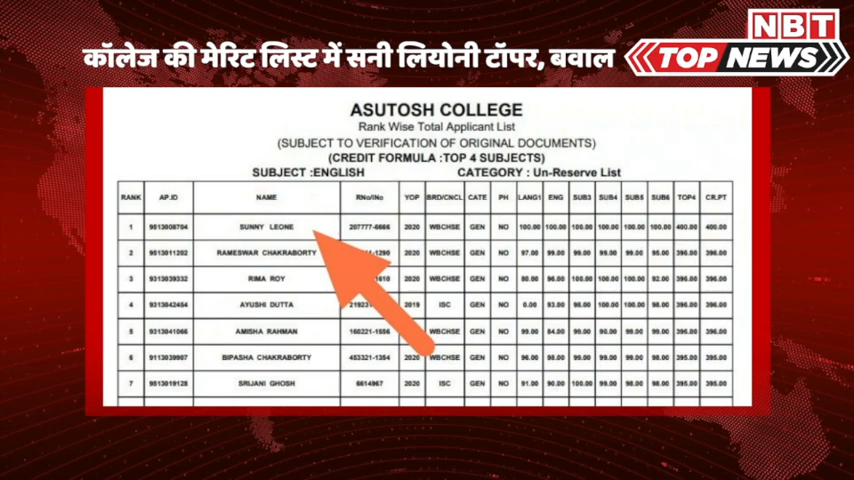 NBT
कॉलेज की मेरिट लिस्ट में सनी लियोनी टॉपर, बवाल
TOP NEWS
ASUTOSH COLLEGE
Rank Wise Total Applicant List
(SUBJECT TO VERIFICATION OF ORIGINAL DOCUMENTS)
(CREDIT FORMULA :TOP 4 SUBJECTS)
SUBJECT :ENGLISH CATEGORY : Un-Reserve List
RANK AP.ID NAME RNo/INo YOP BRD/CNCL CATE PH LANG1 ENG SUB3 SUB4 SUB5 SUB6 TOP4 CR.PT
1 9513008704 SUNNY LEONE 207777-6666 2020 WBCHSE GEN NO 100.00 100.00 100.00 100.00 100.00 100.00 400.00 400.00
2 9513011202 RAMESWAR CHAKRABORTY 2020 WBCHSE GEN NO 97.00 99.00 99.00 99.00 99.00 95.00 396.00 396.00
3 9313039332 RIMA ROY 2020 WBCHSE GEN NO 80.00 96.00 100.00 100.00 100.00 92.00 396.00 396.00
4 9313042454 AYUSHI DUTTA 2019 ISC GEN NO 0.00 93.00 98.00 100.00 100.00 98.00 396.00 396.00
5 9313041066 AMISHA RAHMAN 160221-1556 WBCHSE GEN NO 99.00 84.00 99.00 90.00 99.00 99.00 396.00 396.00
6 9113039907 BIPASHA CHAKRABORTY 453321-1354 2020 WBCHSE GEN NO 96.00 98.00 99.00 99.00 99.00 98.00 395.00 395.00
7 9513019128 SRIJANI GHOSH 6614967 2020 ISC GEN NO 91.00 90.00 100.00 99.00 98.00 98.00 395.00 395.00